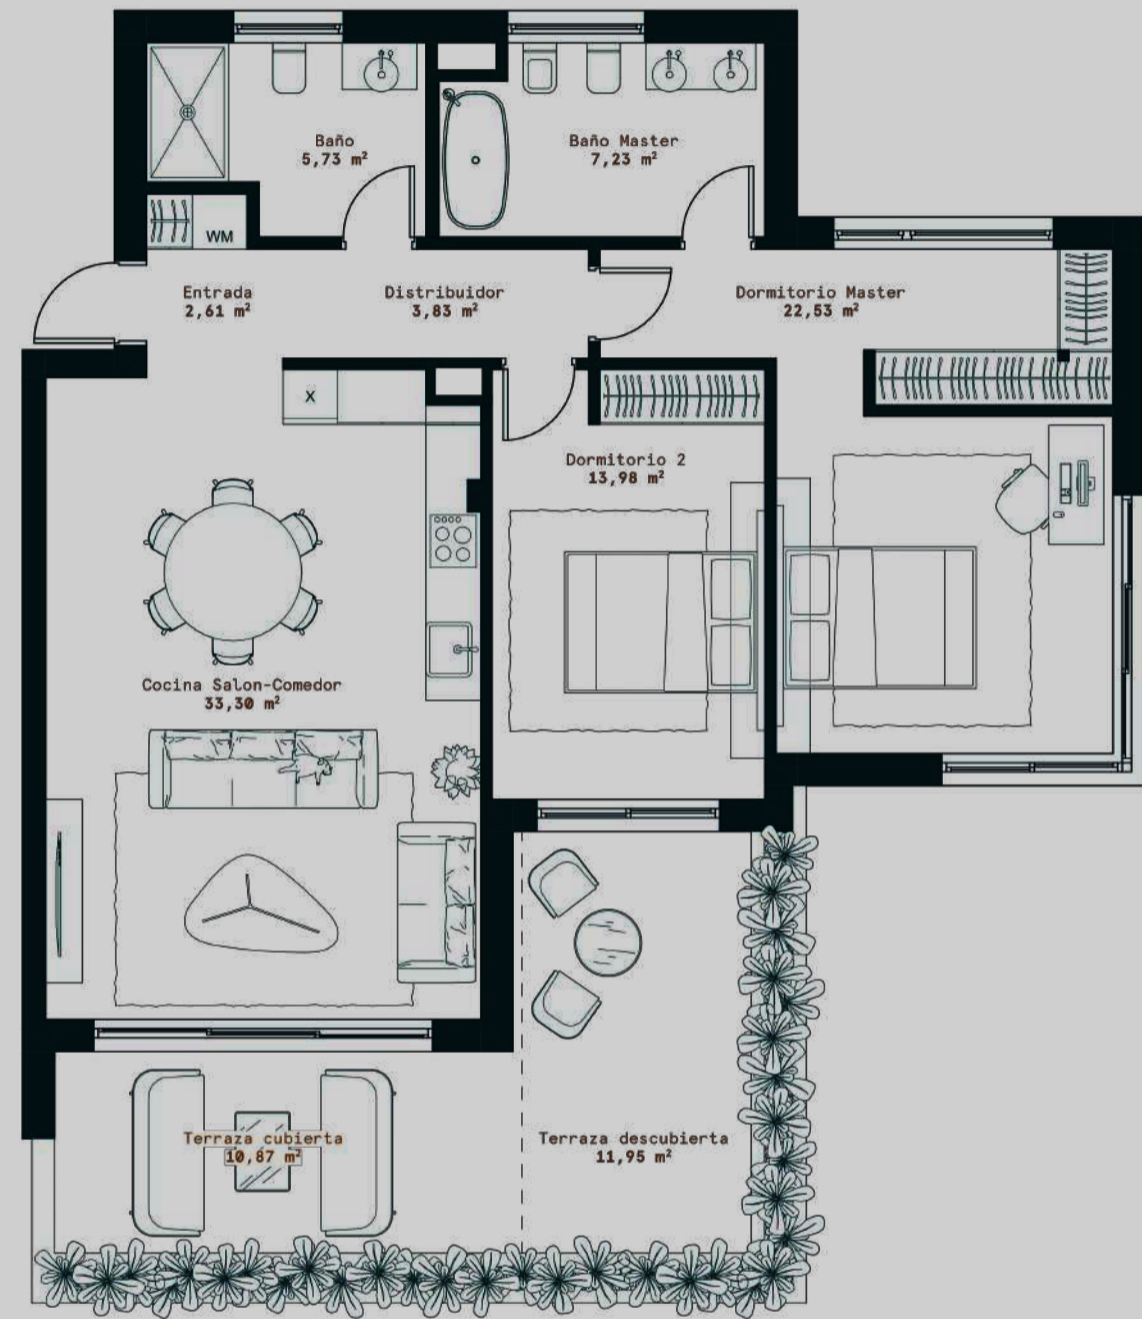 Baño
5,73 m²
Baño Master
7,23 m²
WM
Entrada
2,61 m²
Distribuidor
3,83 m²
Dormitorio Master
22,53 m²
X
Dormitorio 2
13,98 m²
Cocina Salon-Comedor
33,30 m²
Terraza cubierta
10,87 m²
Terraza descubierta
11,95 m²